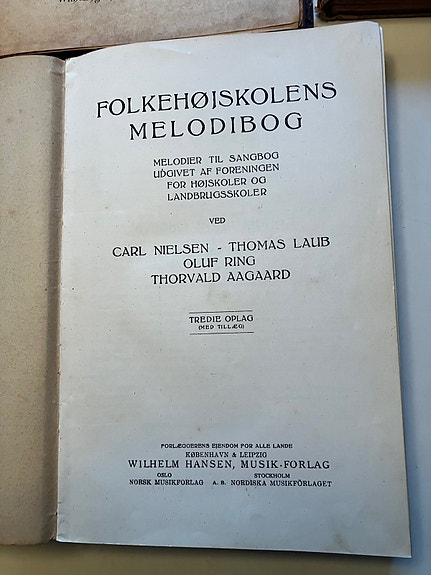 FOLKEHØJSKOLENS
MELODIBOG
MELODIER TIL SANGBOG
UDGIVET AF FORENINGEN
FOR HØJSKOLER OG
LANDBRUGSSKOLER
VED
CARL NIELSEN - THOMAS LAUB
OLUF RING
THORVALD AAGAARD
TREDIE OPLAG
(MED TILLÆG)
FORLÆGGERENS EJENDOM FOR ALLE LANDE
KØBENHAVN & LEIPZIG
WILHELM HANSEN, MUSIK-FORLAG
OSLO STOCKHOLM
NORSK MUSIKFORLAG A. B. NORDISKA MUSIKFÖRLAGET